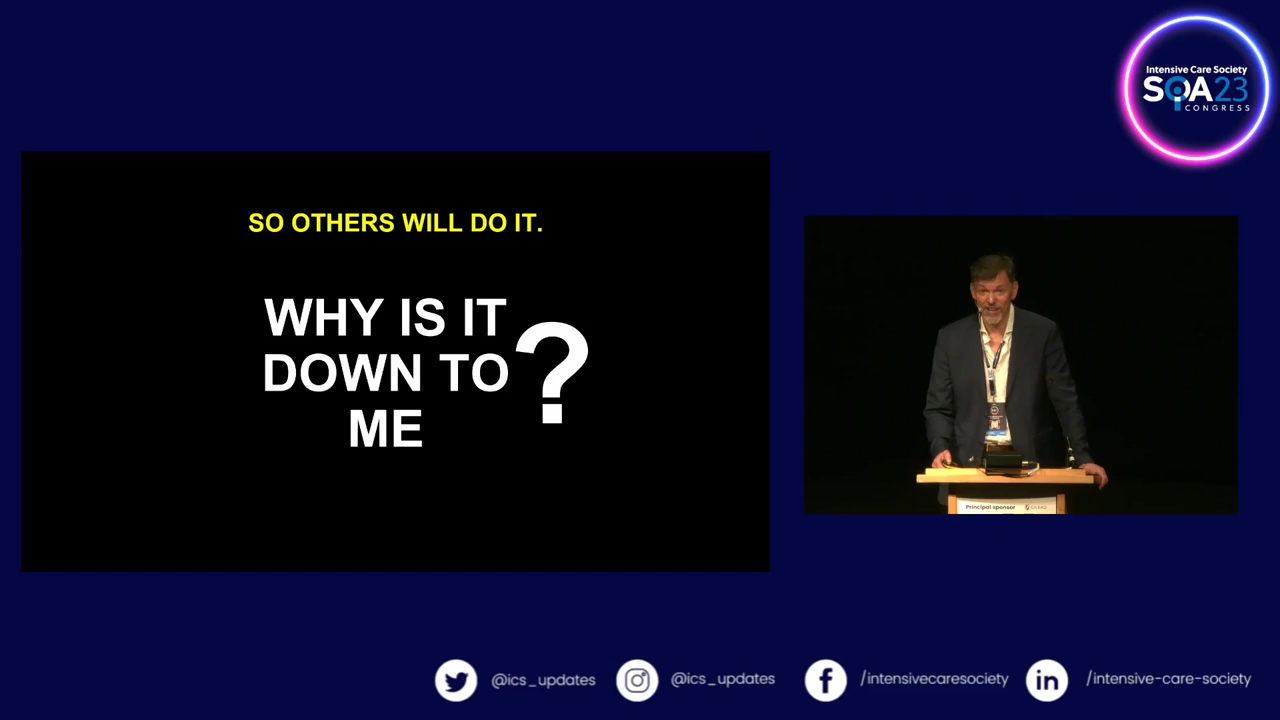 Intensive Care Society
SOA23
CONGRESS
SO OTHERS WILL DO IT.
WHY IS IT
DOWN TO
ME
?
Principal sponsor
@ics_updates
@ics_updates
/intensivecaresociety
/intensive-care-society